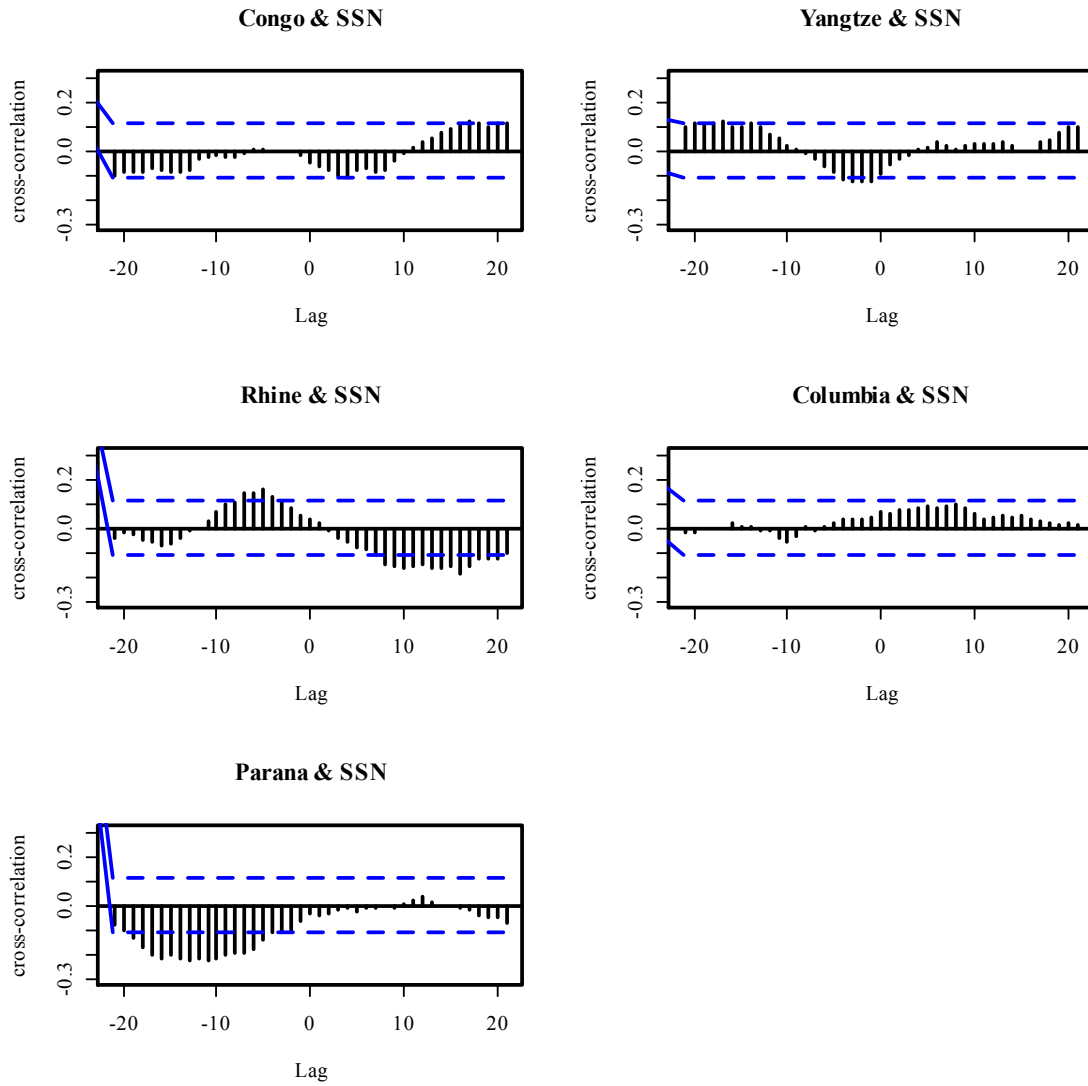 Congo & SSN
cross-correlation
0.2
0.0
-0.3
-20 -10 0 10 20
Lag
Yangtze & SSN
cross-correlation
0.2
0.0
-0.3
-20 -10 0 10 20
Lag
Rhine & SSN
cross-correlation
0.2
0.0
-0.3
-20 -10 0 10 20
Lag
Columbia & SSN
cross-correlation
0.2
0.0
-0.3
-20 -10 0 10 20
Lag
Parana & SSN
cross-correlation
0.2
0.0
-0.3
-20 -10 0 10 20
Lag